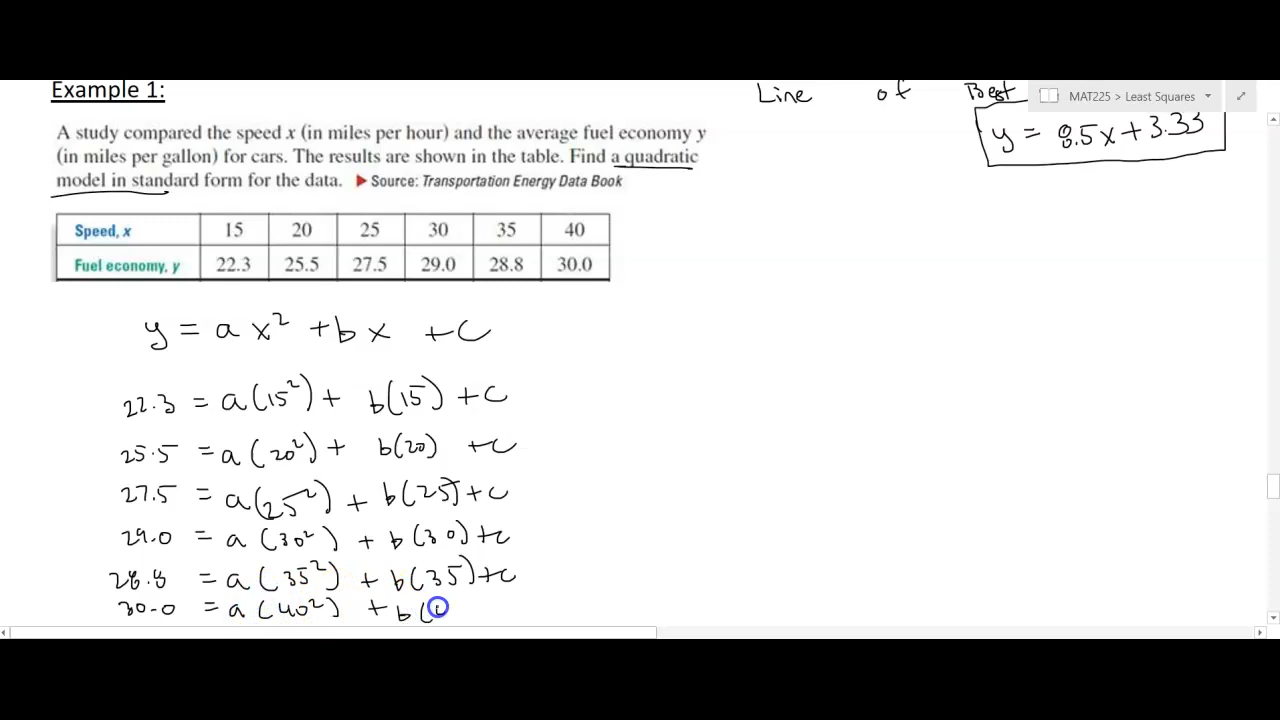 Example 1:
Line of Best
MAT225 > Least Squares
y = 8.5x + 3.33
A study compared the speed x (in miles per hour) and the average fuel economy y
(in miles per gallon) for cars. The results are shown in the table. Find a quadratic
model in standard form for the data. ▶ Source: Transportation Energy Data Book
Speed, x 15 20 25 30 35 40
Fuel economy, y 22.3 25.5 27.5 29.0 28.8 30.0
y = ax² + bx + c
22.3 = a(15²) + b(15) + c
25.5 = a(20²) + b(20) + c
27.5 = a(25²) + b(25) + c
29.0 = a(30²) + b(30) + c
28.8 = a(35²) + b(35) + c
30.0 = a(40²) + b(